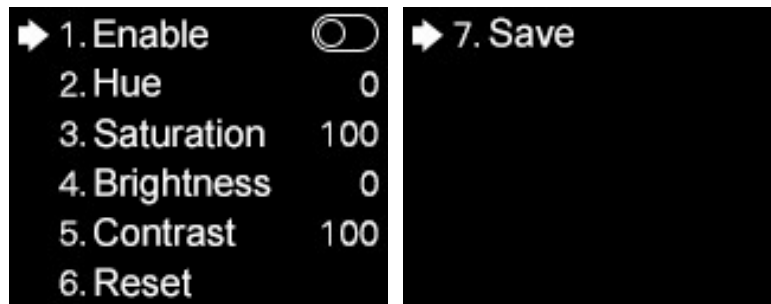 1. Enable
2. Hue 0
3. Saturation 100
4. Brightness 0
5. Contrast 100
6. Reset
7. Save